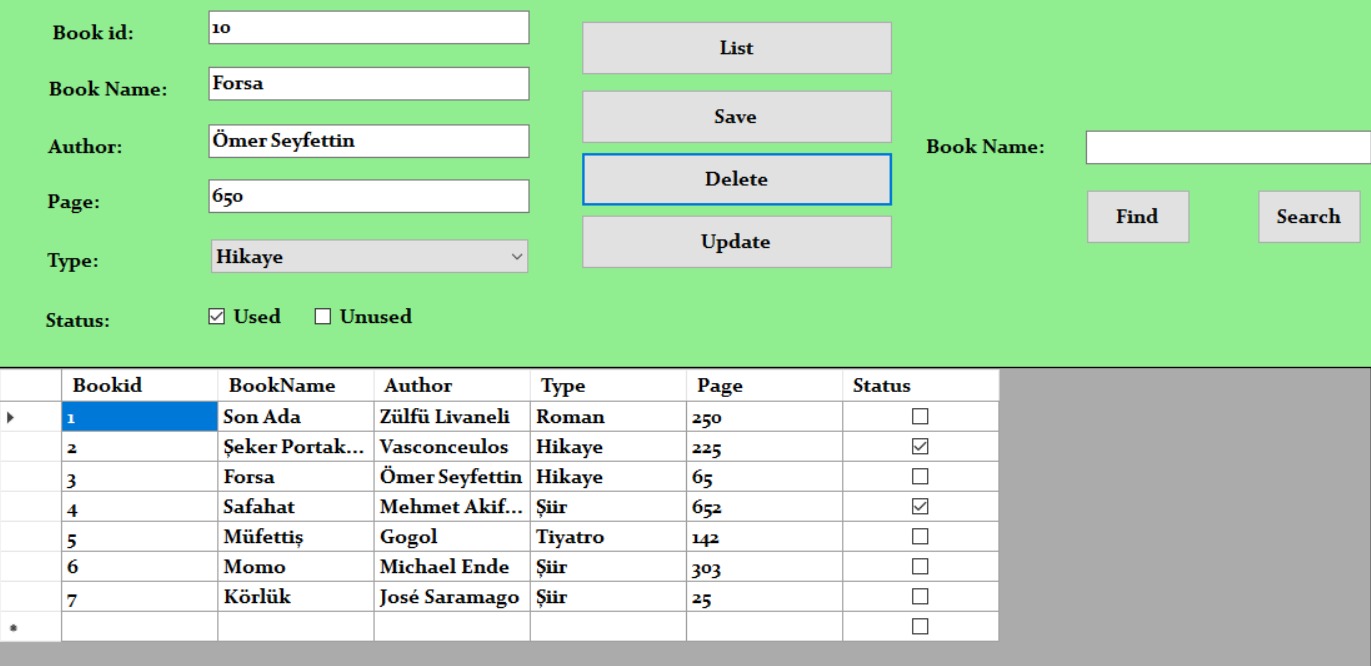 Book id: 10
Book Name: Forsa
Author: Ömer Seyfettin
Page: 650
Type: Hikaye
Status: Used Unused
List
Save
Delete
Update
Book Name:
Find Search
Bookid BookName Author Type Page Status
1 Son Ada Zülfü Livaneli Roman 250
2 Şeker Portak... Vasconceulos Hikaye 225
3 Forsa Ömer Seyfettin Hikaye 65
4 Safahat Mehmet Akif... Şiir 652
5 Müfettiş Gogol Tiyatro 142
6 Momo Michael Ende Şiir 303
7 Körlük José Saramago Şiir 25